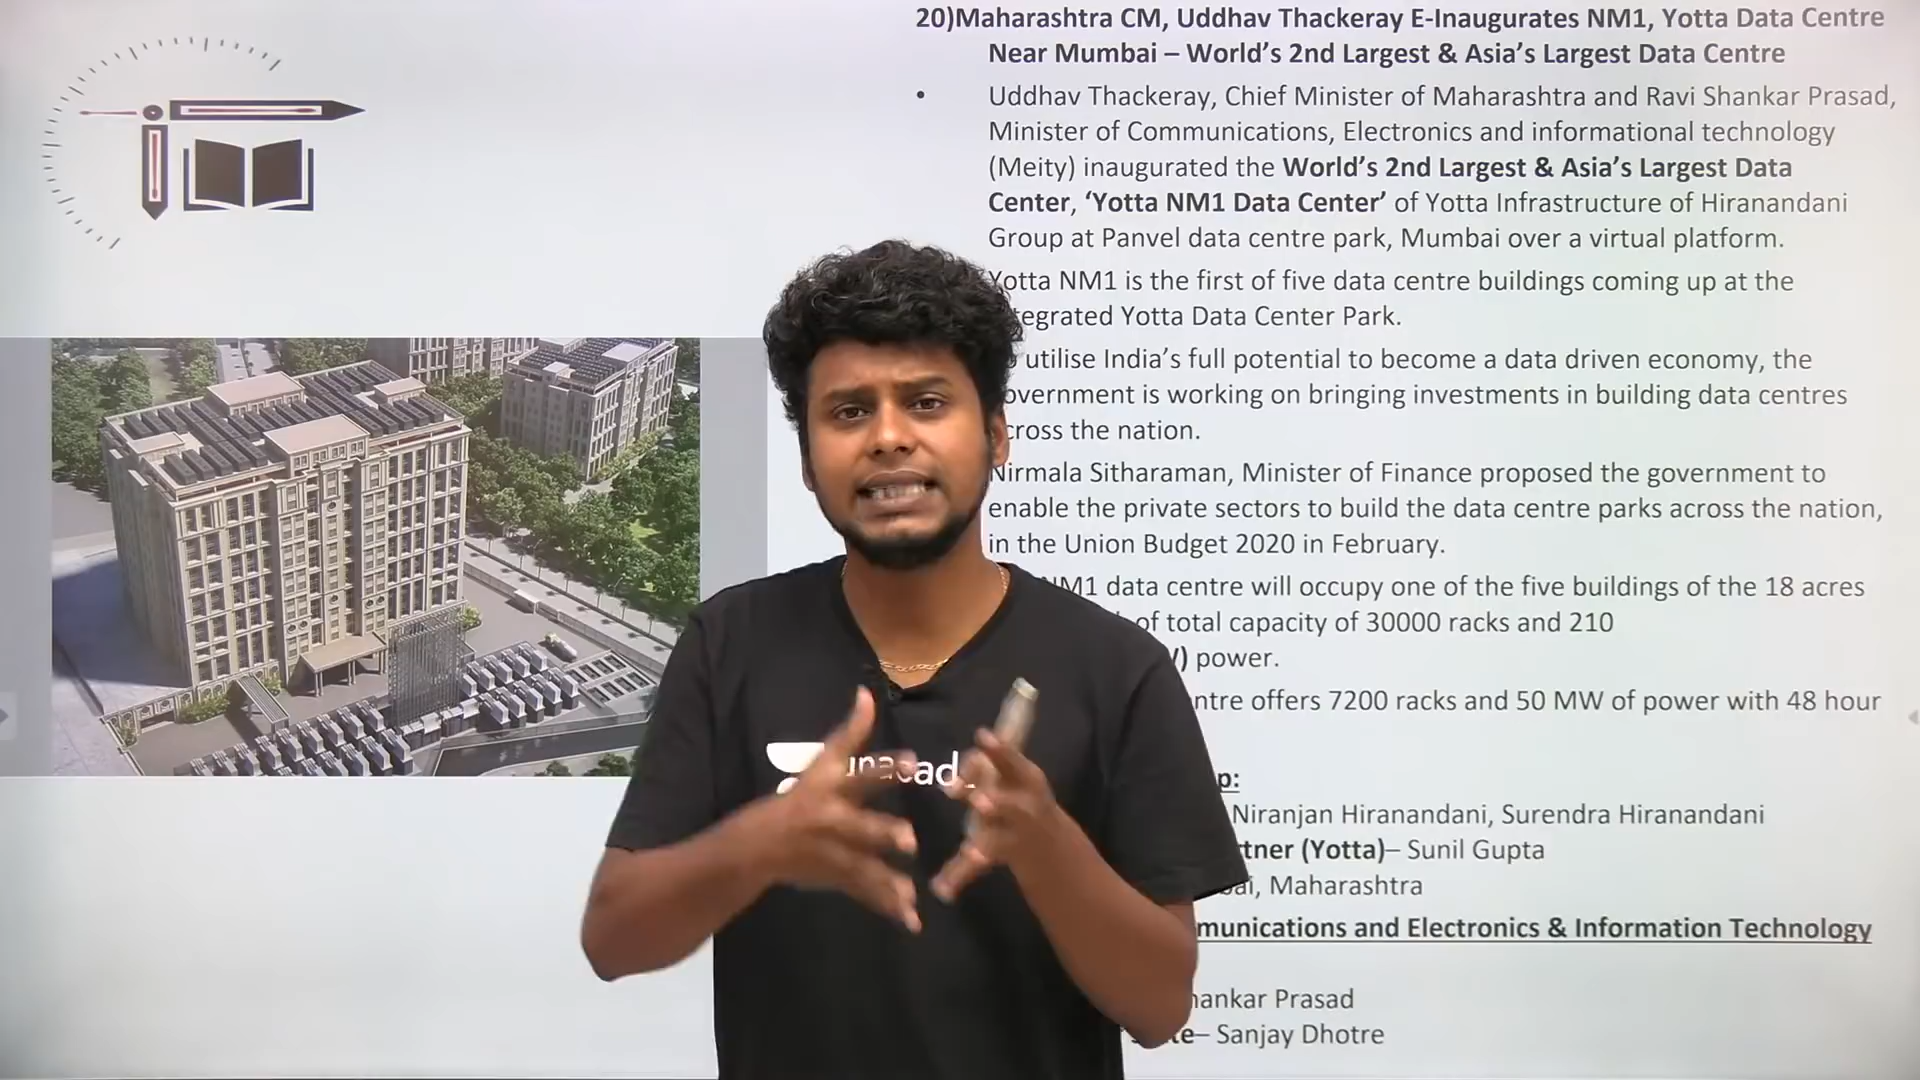 20)Maharashtra CM, Uddhav Thackeray E-Inaugurates NM1, Yotta Data Centre
Near Mumbai – World’s 2nd Largest & Asia’s Largest Data Centre
• Uddhav Thackeray, Chief Minister of Maharashtra and Ravi Shankar Prasad,
Minister of Communications, Electronics and informational technology
(Meity) inaugurated the World’s 2nd Largest & Asia’s Largest Data
Center, ‘Yotta NM1 Data Center’ of Yotta Infrastructure of Hiranandani
Group at Panvel data centre park, Mumbai over a virtual platform.
Yotta NM1 is the first of five data centre buildings coming up at the
tegrated Yotta Data Center Park.
utilise India’s full potential to become a data driven economy, the
overnment is working on bringing investments in building data centres
cross the nation.
Nirmala Sitharaman, Minister of Finance proposed the government to
enable the private sectors to build the data centre parks across the nation,
in the Union Budget 2020 in February.
NM1 data centre will occupy one of the five buildings of the 18 acres
of total capacity of 30000 racks and 210
) power.
ntre offers 7200 racks and 50 MW of power with 48 hour
p:
Niranjan Hiranandani, Surendra Hiranandani
tner (Yotta)– Sunil Gupta
ai, Maharashtra
munications and Electronics & Information Technology
hankar Prasad
te– Sanjay Dhotre
unacad